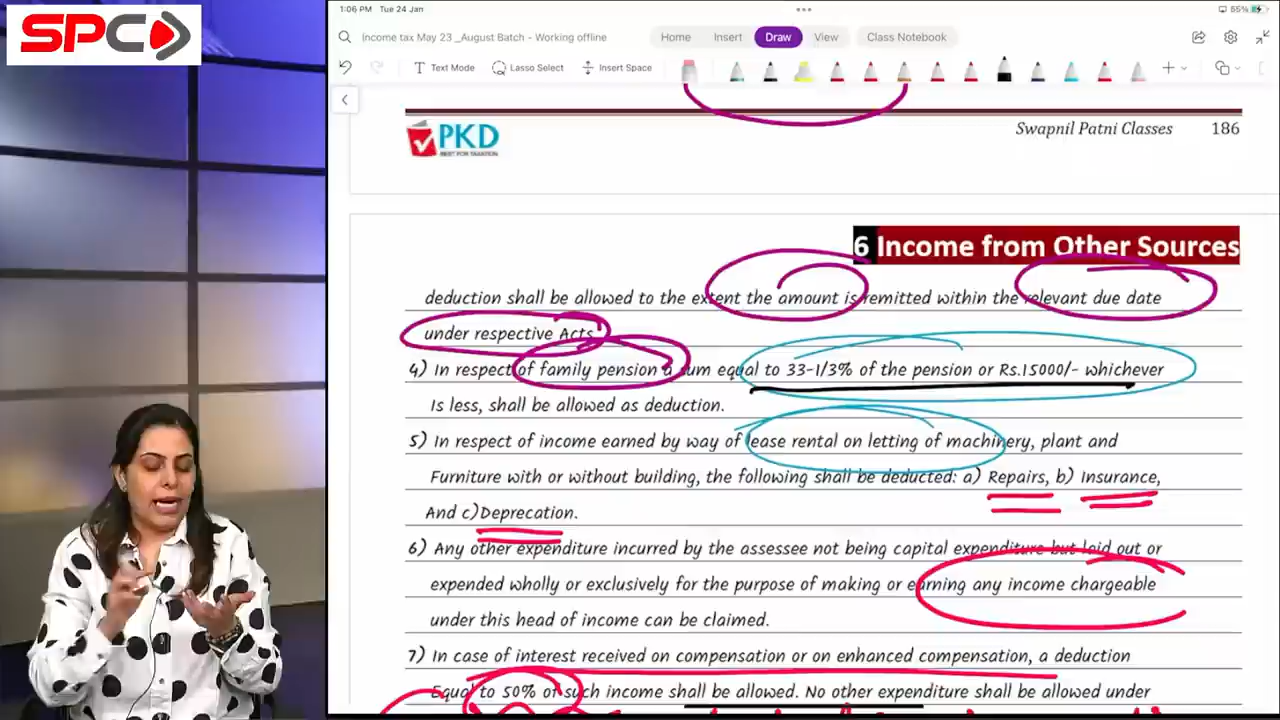 1:06 PM Tue 24 Jan
55%
SPC
Income tax May 23 _August Batch - Working offline
Home Insert Draw View Class Notebook
Text Mode Lasso Select Insert Space
PKD
BEST FOR TAXATION
Swapnil Patni Classes 186
6 Income from Other Sources
deduction shall be allowed to the extent the amount is remitted within the relevant due date
under respective Acts
4) In respect of family pension a sum equal to 33-1/3% of the pension or Rs.15000/- whichever
Is less, shall be allowed as deduction.
5) In respect of income earned by way of lease rental on letting of machinery, plant and
Furniture with or without building, the following shall be deducted: a) Repairs, b) Insurance,
And c)Deprecation.
6) Any other expenditure incurred by the assessee not being capital expenditure but laid out or
expended wholly or exclusively for the purpose of making or earning any income chargeable
under this head of income can be claimed.
7) In case of interest received on compensation or on enhanced compensation, a deduction
Equal to 50% of such income shall be allowed. No other expenditure shall be allowed under